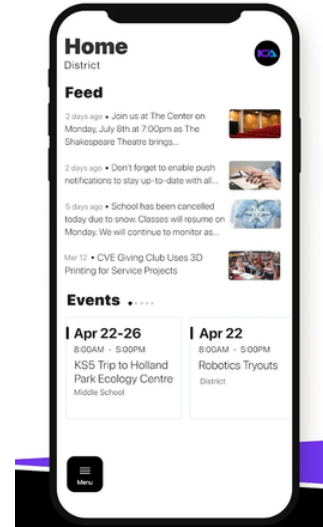 Home
District
Feed
2 days ago • Join us at The Center on
Monday, July 8th at 7:00pm as The
Shakespeare Theatre brings...
2 days ago • Don't forget to enable push
notifications to stay up-to-date with all...
5 days ago • School has been cancelled
today due to snow. Classes will resume on
Monday. We will continue to monitor as...
Mar 12 • CVE Giving Club Uses 3D
Printing for Service Projects
Events
Apr 22-26
8:00AM - 5:00PM
KS5 Trip to Holland
Park Ecology Centre
Middle School
Apr 22
8:00AM - 5:00PM
Robotics Tryouts
District
Menu